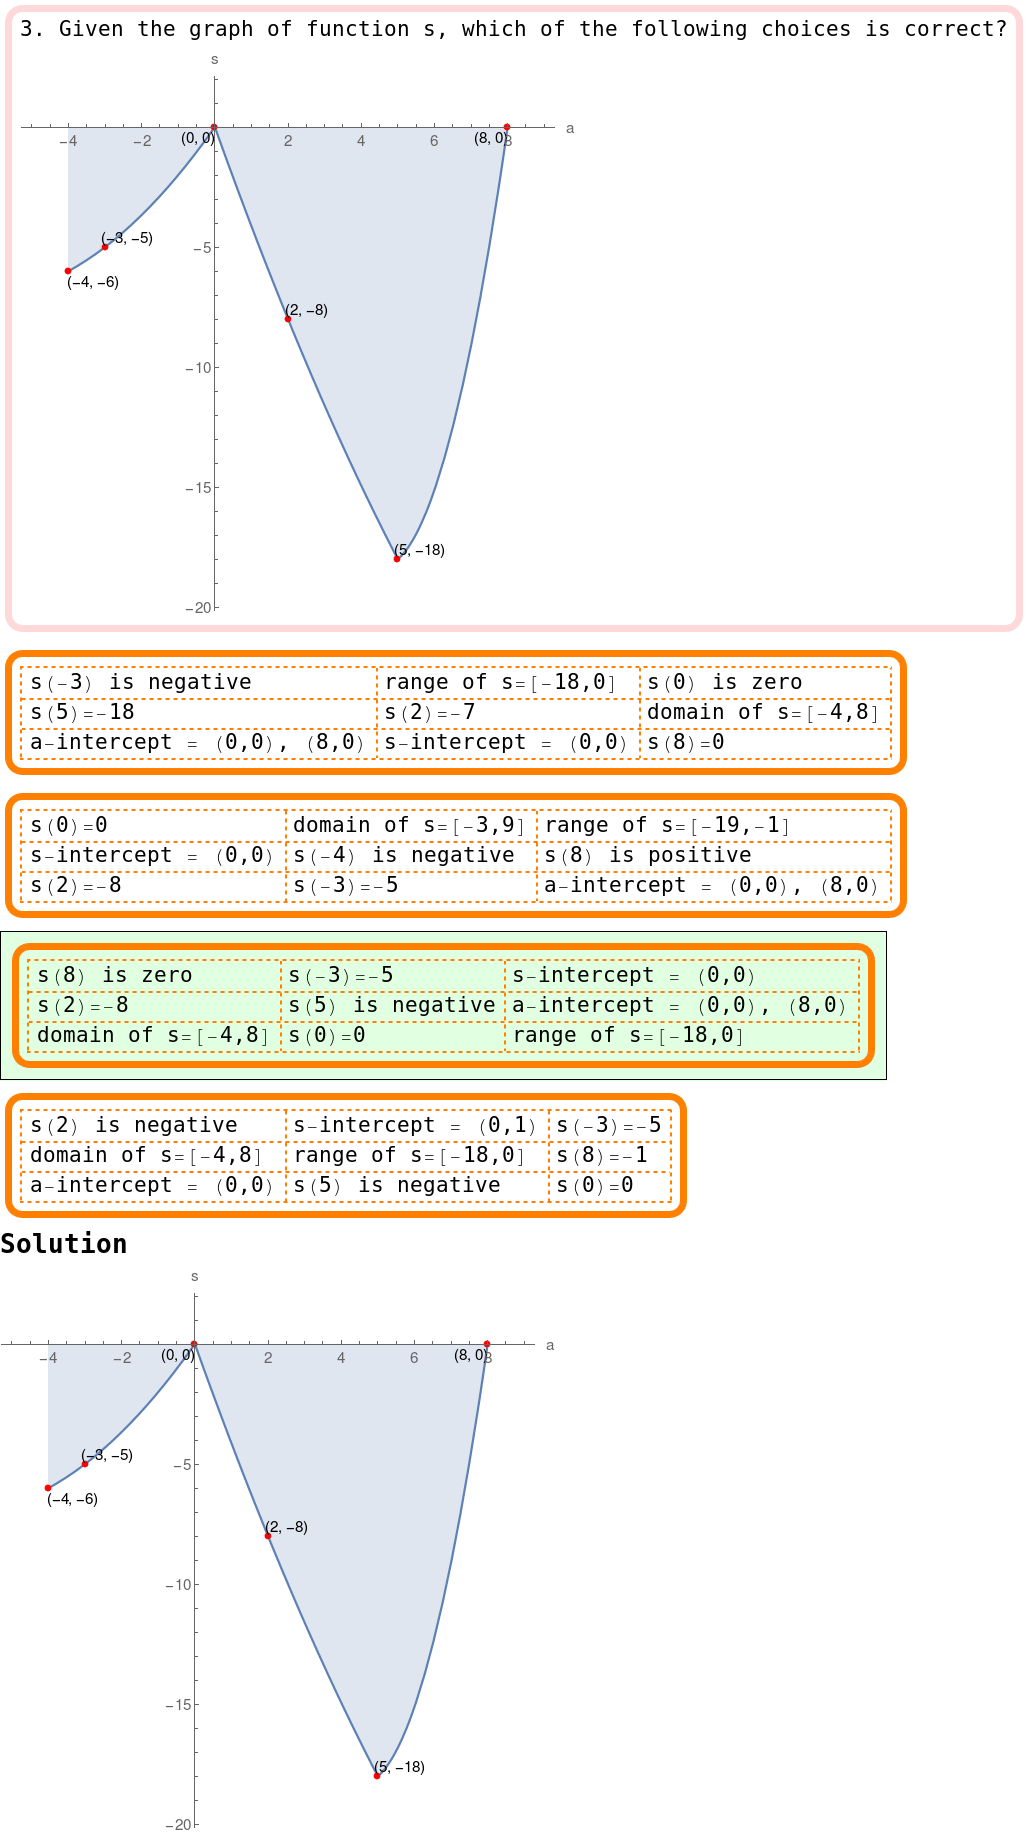 3. Given the graph of function s, which of the following choices is correct?
s
a
−4 −2 2 4 6 8
(0, 0) (8, 0)
(−3, −5)
−5
(−4, −6)
(2, −8)
−10
−15
(5, −18)
−20
s(-3) is negative range of s=[-18,0] s(0) is zero
s(5)=-18 s(2)=-7 domain of s=[-4,8]
a-intercept = (0,0), (8,0) s-intercept = (0,0) s(8)=0
s(0)=0 domain of s=[-3,9] range of s=[-19,-1]
s-intercept = (0,0) s(-4) is negative s(8) is positive
s(2)=-8 s(-3)=-5 a-intercept = (0,0), (8,0)
s(8) is zero s(-3)=-5 s-intercept = (0,0)
s(2)=-8 s(5) is negative a-intercept = (0,0), (8,0)
domain of s=[-4,8] s(0)=0 range of s=[-18,0]
s(2) is negative s-intercept = (0,1) s(-3)=-5
domain of s=[-4,8] range of s=[-18,0] s(8)=-1
a-intercept = (0,0) s(5) is negative s(0)=0
Solution
s
a
−4 −2 2 4 6 8
(0, 0) (8, 0)
(−3, −5)
−5
(−4, −6)
(2, −8)
−10
−15
(5, −18)
−20